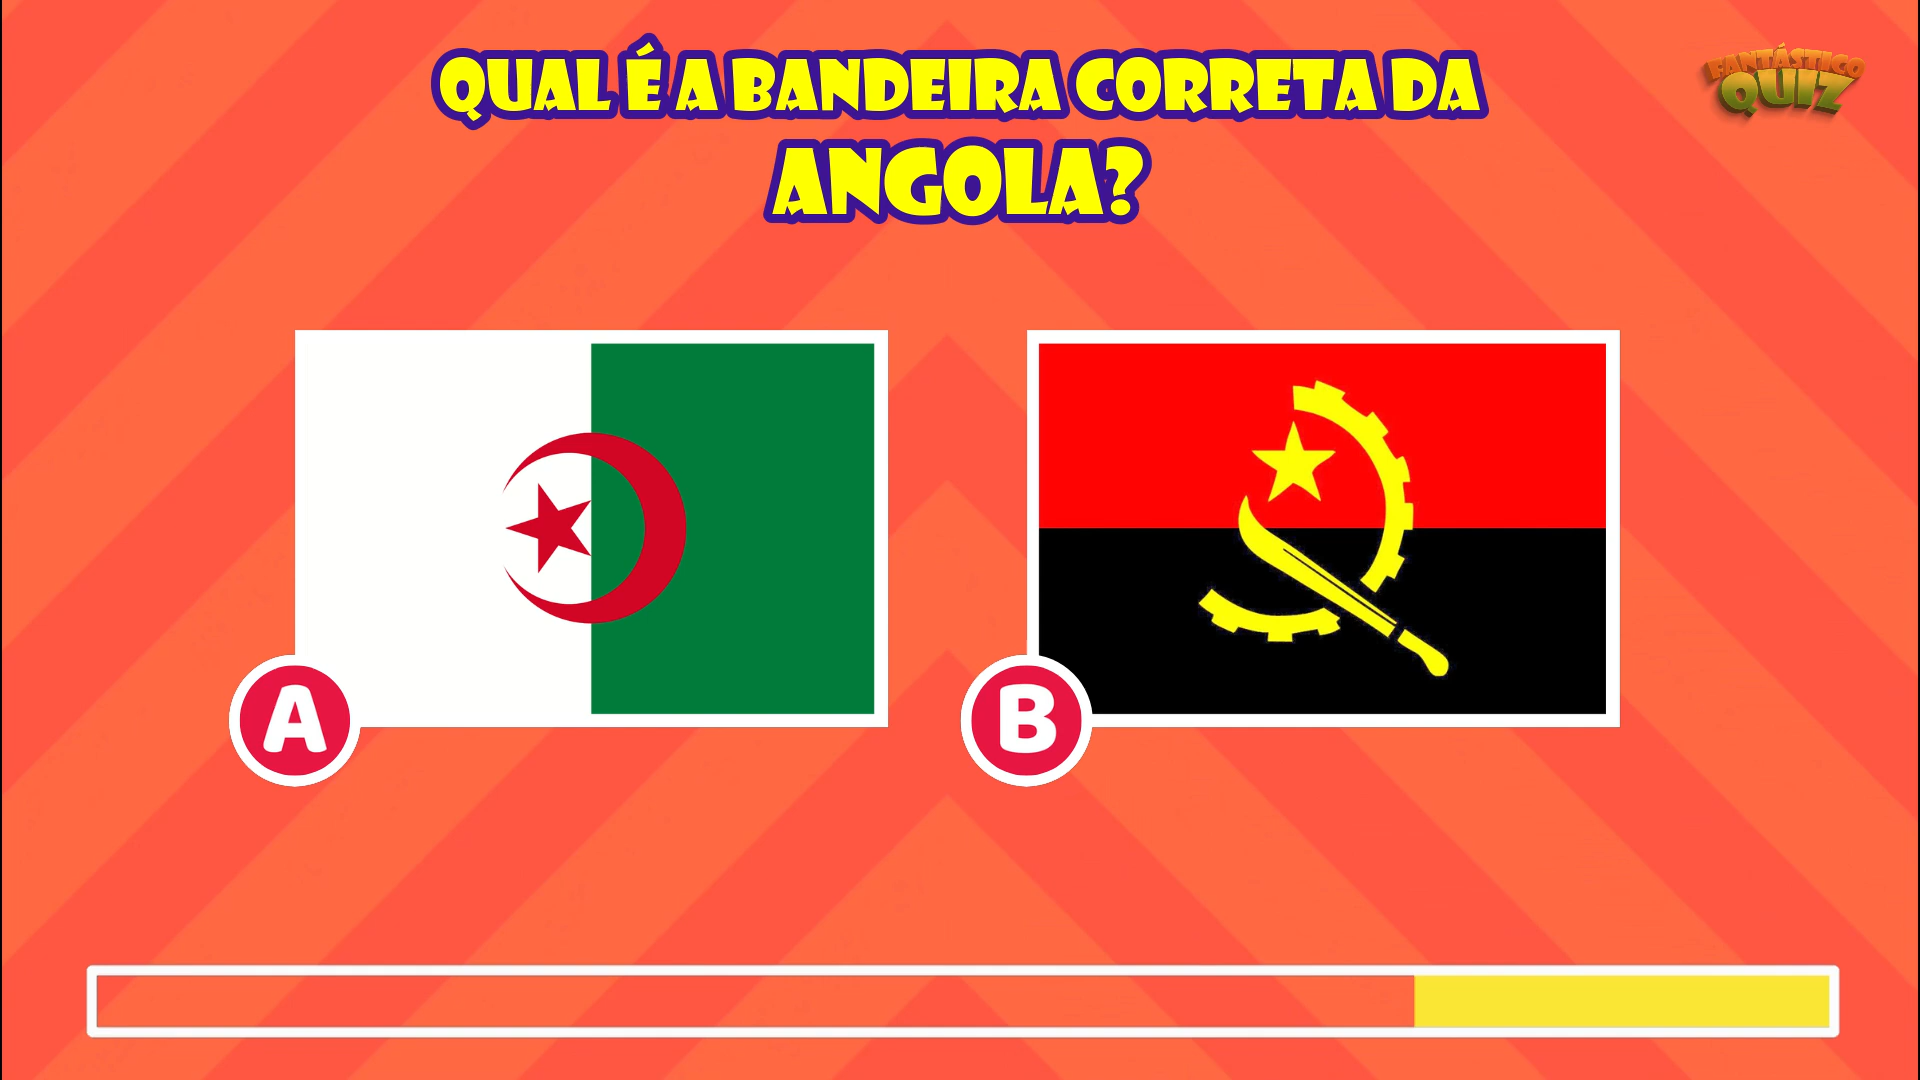 QUAL É A BANDEIRA CORRETA DA
ANGOLA?
FANTÁSTICO
QUIZ
A
B